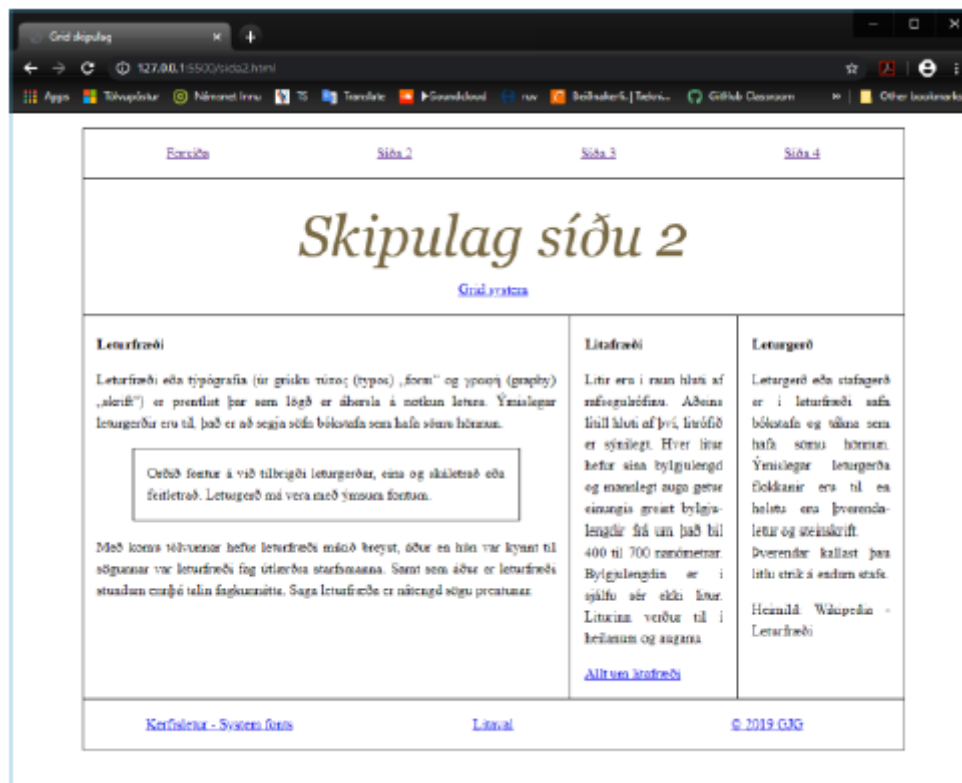 Grid skipulag
127.0.0.1:5500/sida2.html
Apps Tölvupóstur Námsnet Innu TS Translate Soundcloud ruv GitHub Classroom Other bookmarks
Forsíða Síða 2 Síða 3 Síða 4
Skipulag síðu 2
Grid system
Leturfræði
Leturfræði eða týpógrafía (úr grísku τύπος (typos) „form“ og γραφή (graphy)
„skrift“) er prentlist þar sem lögð er áhersla á notkun leturs. Ýmislegar
leturgerðir eru til, það er að segja söfn bókstafa sem hafa sömu hönnun.
Orðið fontur á við tilbrigði leturgerðar, eins og skáletrað eða
feitletrað. Leturgerð má vera með ýmsum fontum.
Með komu tölvunnar hefur leturfræði mikið breyst, áður en hún var kynnt til
sögunnar var leturfræði fag útlærðra starfsmanna. Samt sem áður er leturfræði
stundum ennþá talin fagkunnátta. Saga leturfræða er nátengd sögu prentunar.
Litafræði
Litir eru í raun hluti af
rafsegulrófinu. Aðeins
lítill hluti af því, litrófið
er sýnilegt. Hver litur
hefur sína bylgjulengd
og mannlegt auga getur
einungis greint bylgju-
lengdir frá um það bil
400 til 700 nanómetrar.
Bylgjulengdin er í
sjálfu sér ekki litur.
Liturinn verður til í
heilanum og augana.
Allt um litafræði
Leturgerð
Leturgerð eða stafagerð
er í leturfræði safn
bókstafa og tákna sem
hafa sömu hönnun.
Ýmislegar leturgerða
flokkanir eru til en
helstu eru þverenda-
letur og steinskrift.
Þverendar kallast þau
litlu strik á endum stafs.
Heimild: Wikipedia -
Leturfræði
Kerfisletur - System fonts Litaval © 2019 GJG